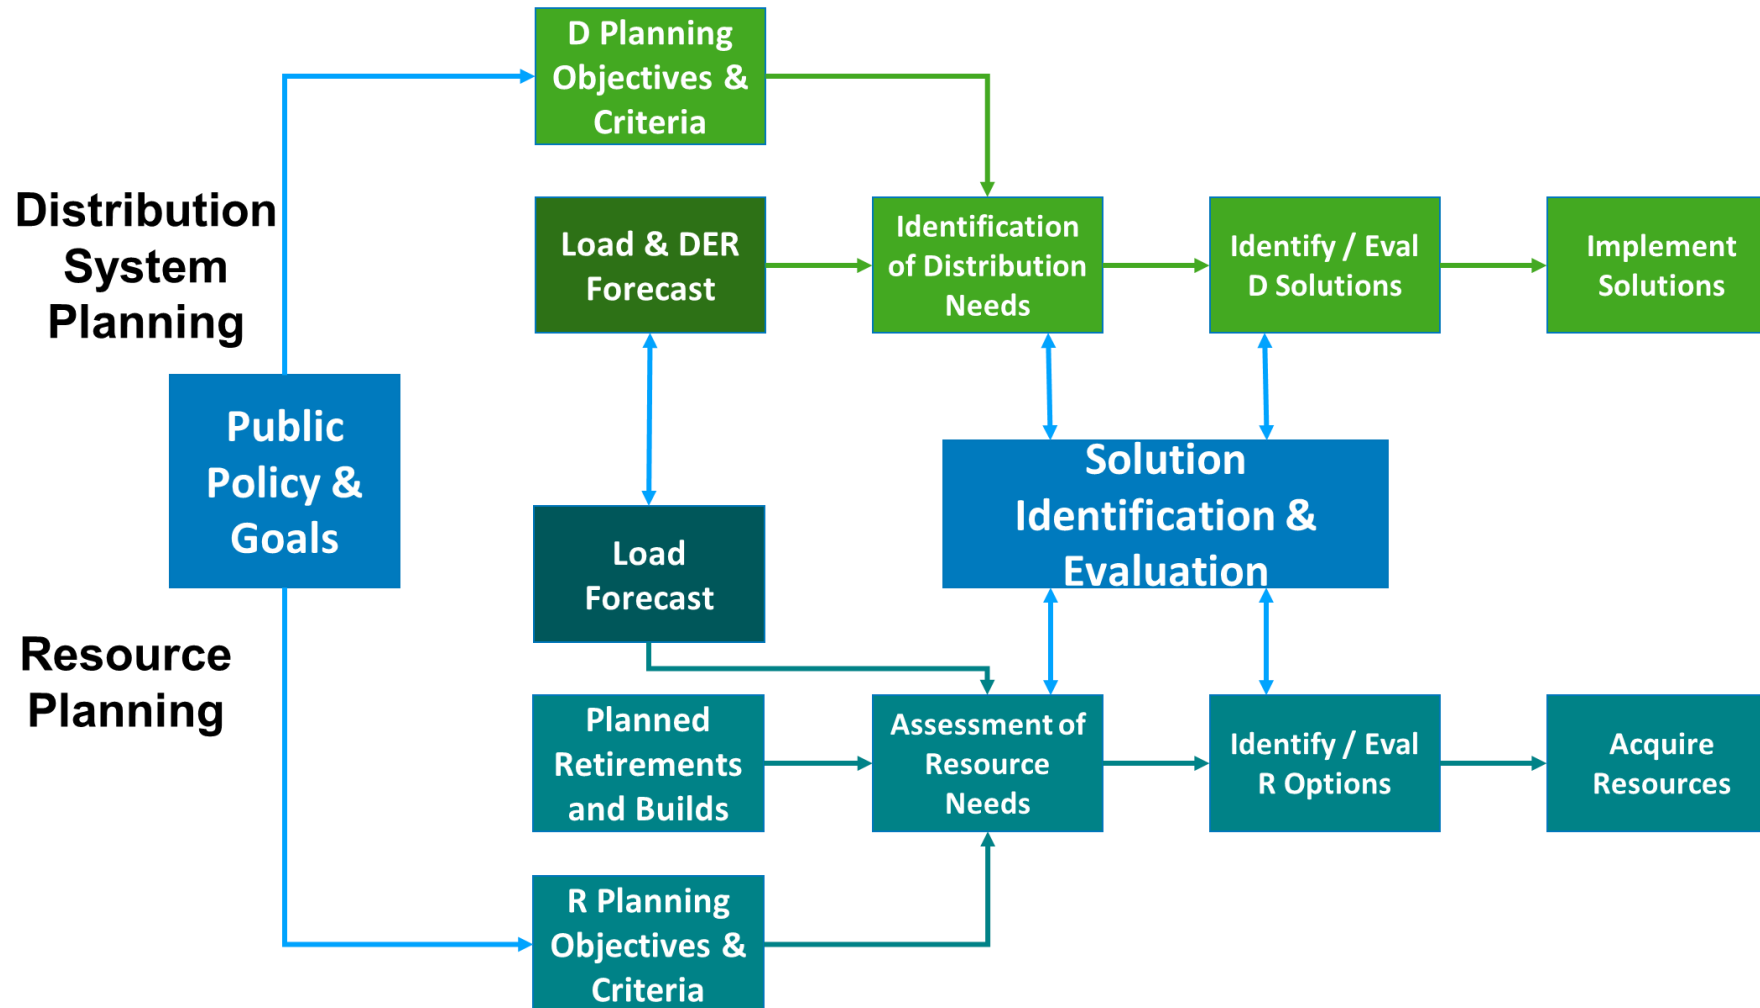 D Planning
Objectives &
Criteria
Distribution
System
Planning
Load & DER
Forecast
Identification
of Distribution
Needs
Identify / Eval
D Solutions
Implement
Solutions
Public
Policy &
Goals
Solution
Identification &
Evaluation
Load
Forecast
Resource
Planning
Planned
Retirements
and Builds
Assessment of
Resource
Needs
Identify / Eval
R Options
Acquire
Resources
R Planning
Objectives &
Criteria